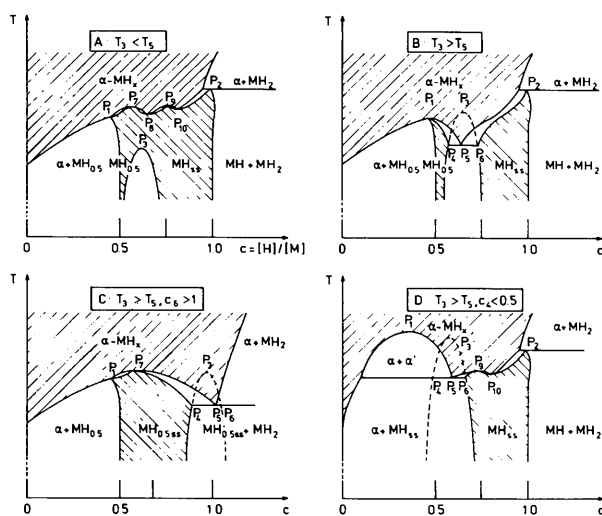 T
A T₃ < T₅
α-MHₓ
P₁
P₇
P₈
P₉
P₁₀
P₂
α+MH₂
P₃
α+MH₀.₅
MH₀.₅
MHss
MH+MH₂
0
0.5
1.0
c=[H]/[M]
T
B T₃ > T₅
α-MHₓ
P₁
P₃
P₂
α+MH₂
P₄
P₅
P₆
α+MH₀.₅
MH₀.₅
MHss
MH+MH₂
0
0.5
1.0
c
T
C T₃ > T₅, c₆ > 1
α-MHₓ
P₁
P₇
P₃
α+MH₂
P₄
P₅
P₆
α+MH₀.₅
MH₀.₅ss
MH₀.₅ss+MH₂
0
0.5
1.0
c
T
D T₃ > T₅, c₄ < 0.5
P₁
α-MHₓ
P₃
P₂
α+MH₂
α+α'
P₉
P₄
P₅
P₆
P₁₀
α+MHss
MHss
MH+MH₂
0
0.5
1.0
c